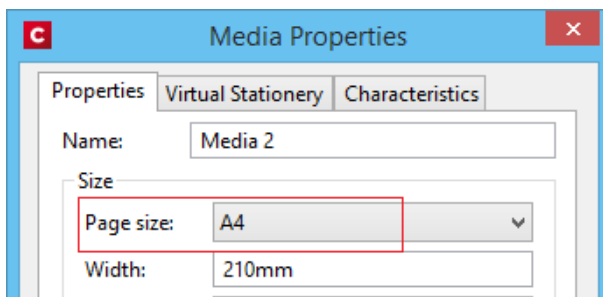 C Media Properties ×
Properties Virtual Stationery Characteristics
Name: Media 2
Size
Page size: A4
Width: 210mm